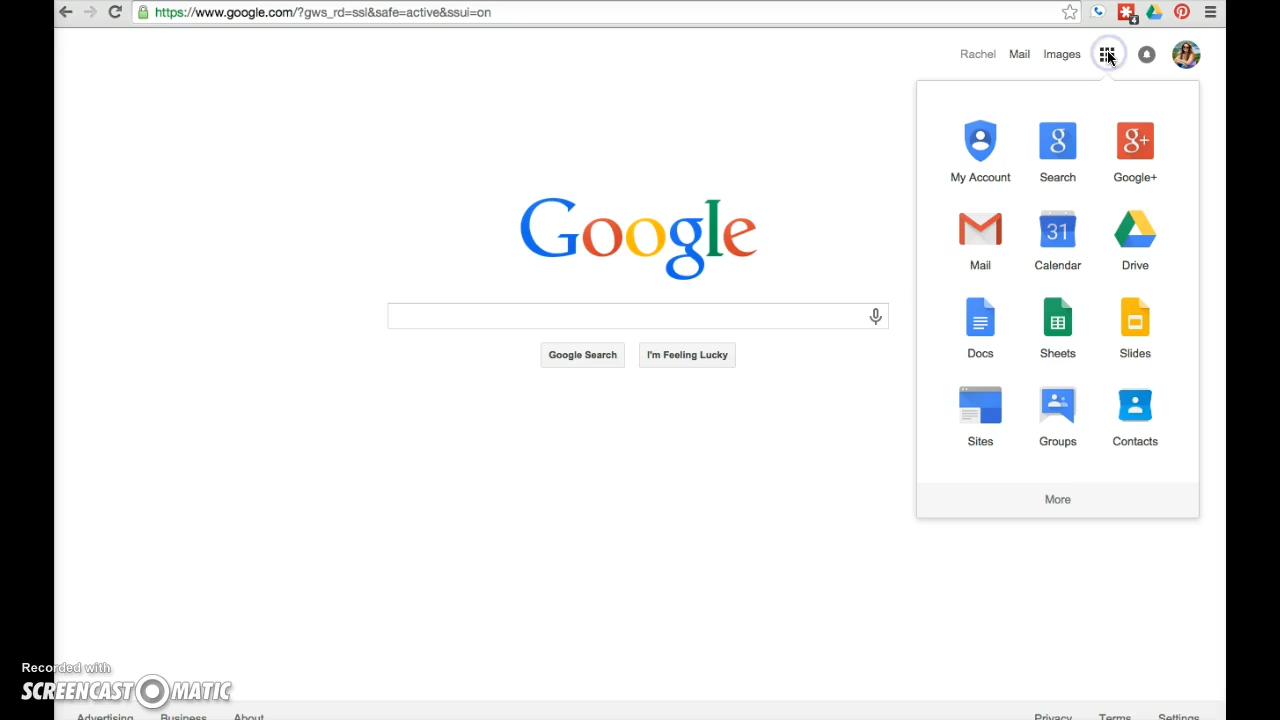 https://www.google.com/?gws_rd=ssl&safe=active&ssui=on
4
Rachel Mail Images
My Account Search Google+
Mail Calendar Drive
Docs Sheets Slides
Sites Groups Contacts
More
Google
Google Search I'm Feeling Lucky
31
g g+
Recorded with
SCREENCAST-O-MATIC
Advertising Business About Privacy Terms Settings